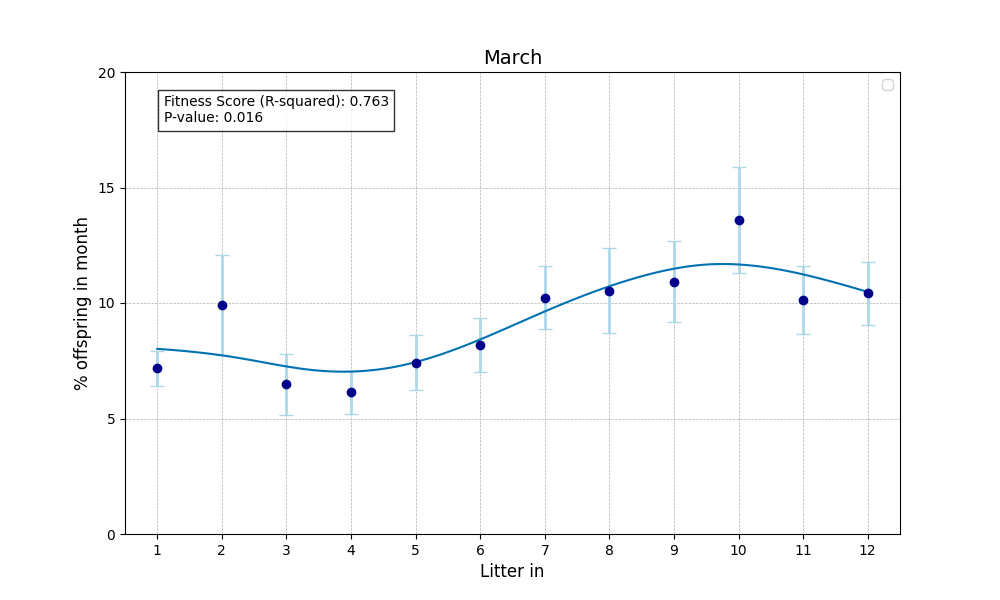 March
Fitness Score (R-squared): 0.763
P-value: 0.016
% offspring in month
20
15
10
5
0
1 2 3 4 5 6 7 8 9 10 11 12
Litter in